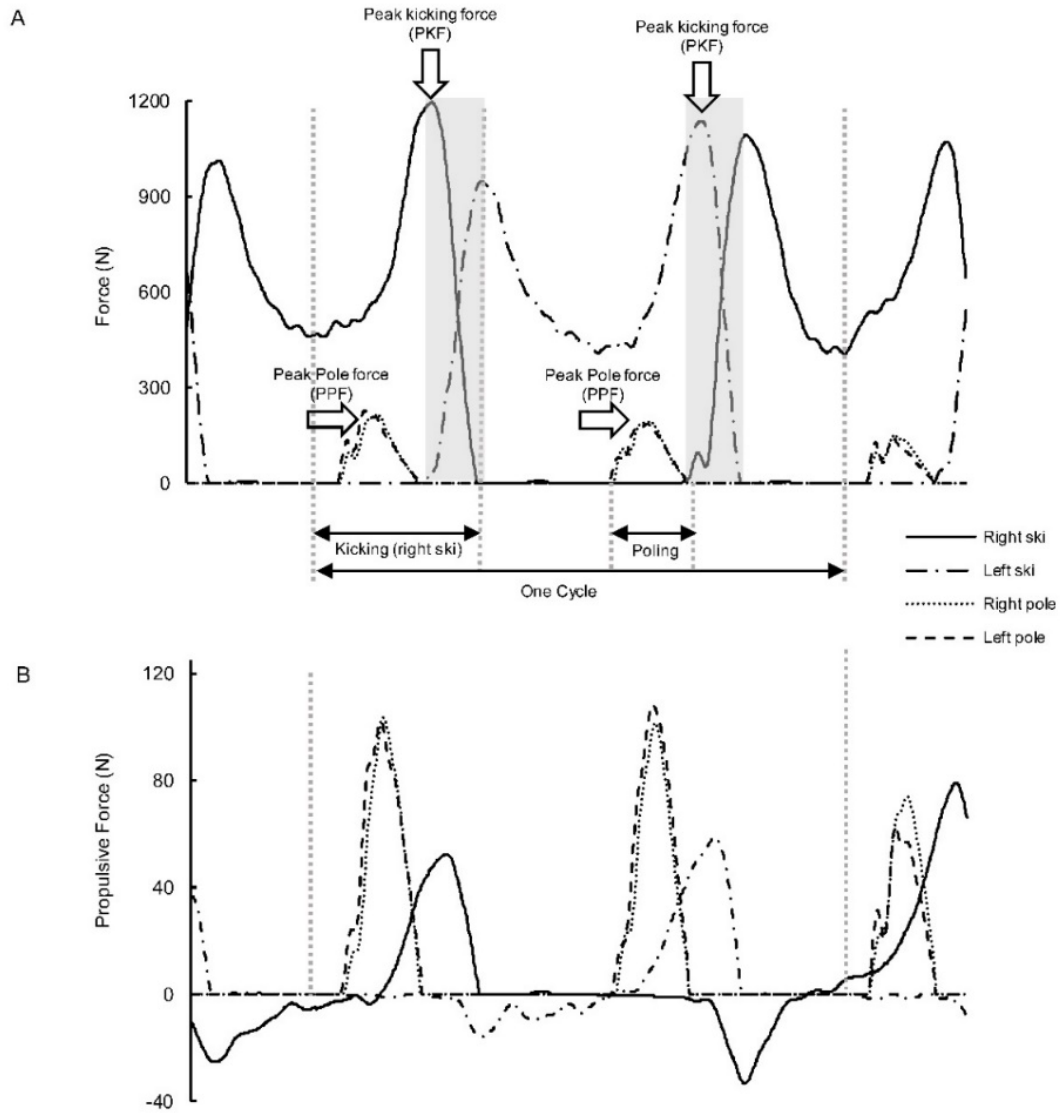 A
Peak kicking force
(PKF)
Peak kicking force
(PKF)
1200
900
600
300
0
Force (N)
Peak Pole force
(PPF)
Peak Pole force
(PPF)
Kicking (right ski)
Poling
One Cycle
Right ski
Left ski
Right pole
Left pole
B
120
80
40
0
-40
Propulsive Force (N)